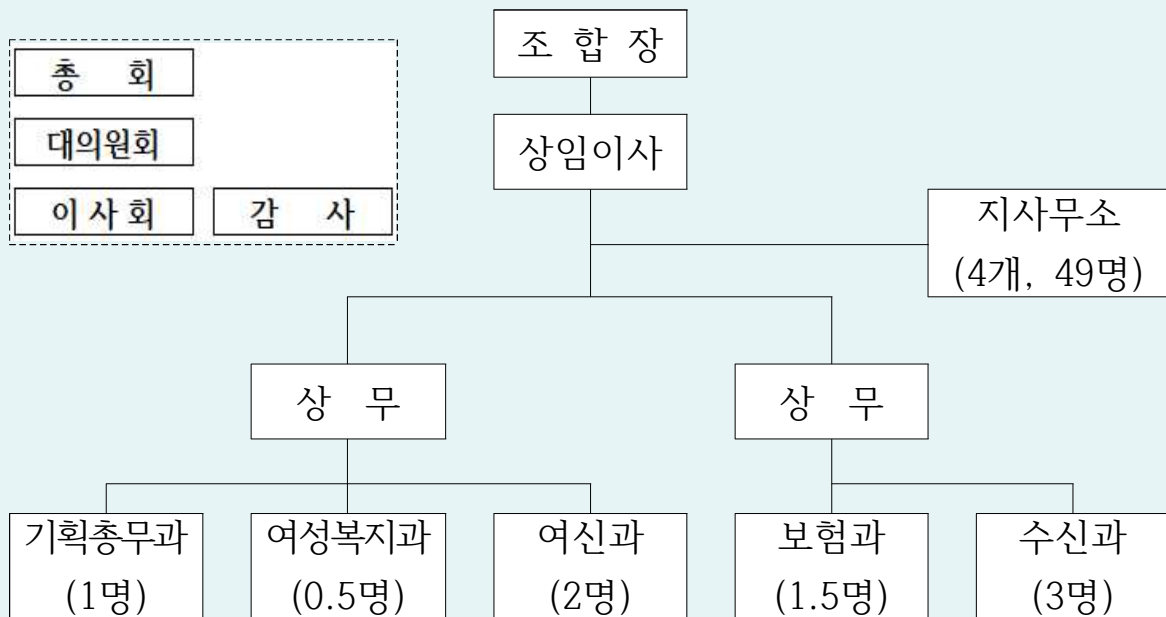 조 합 장
총 회
대의원회
이 사 회 감 사
상임이사
지사무소
(4개, 49명)
상 무 상 무
기획총무과 여성복지과 여신과 보험과 수신과
(1명) (0.5명) (2명) (1.5명) (3명)